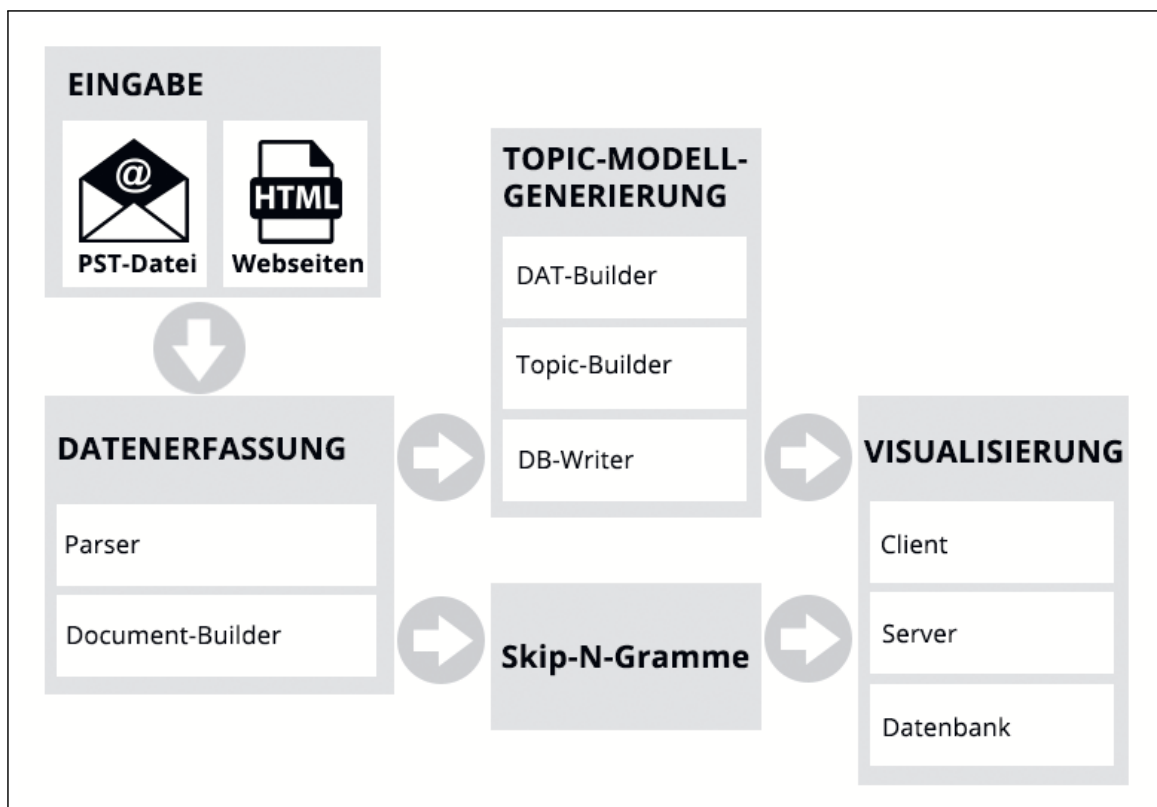 EINGABE
@
HTML
PST-Datei
Webseiten
DATENERFASSUNG
Parser
Document-Builder
TOPIC-MODELL-
GENERIERUNG
DAT-Builder
Topic-Builder
DB-Writer
Skip-N-Gramme
VISUALISIERUNG
Client
Server
Datenbank